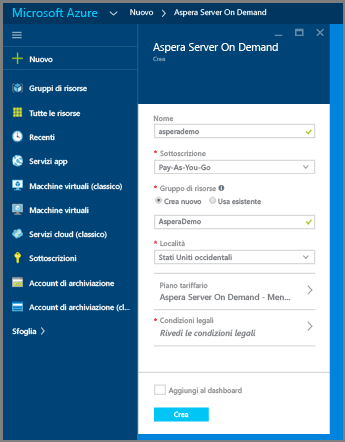 Microsoft Azure Nuovo > Aspera Server On Demand
Aspera Server On Demand
Crea
Nuovo
Gruppi di risorse
Tutte le risorse
Recenti
Servizi app
Macchine virtuali (classico)
Macchine virtuali
Servizi cloud (classico)
Sottoscrizioni
Account di archiviazione
Account di archiviazione (cl...
Sfoglia >
Nome
asperademo
* Sottoscrizione
Pay-As-You-Go
* Gruppo di risorse
Crea nuovo Usa esistente
AsperaDemo
* Località
Stati Uniti occidentali
Piano tariffario
Aspera Server On Demand - Men...
* Condizioni legali
Rivedi le condizioni legali
Aggiungi al dashboard
Crea